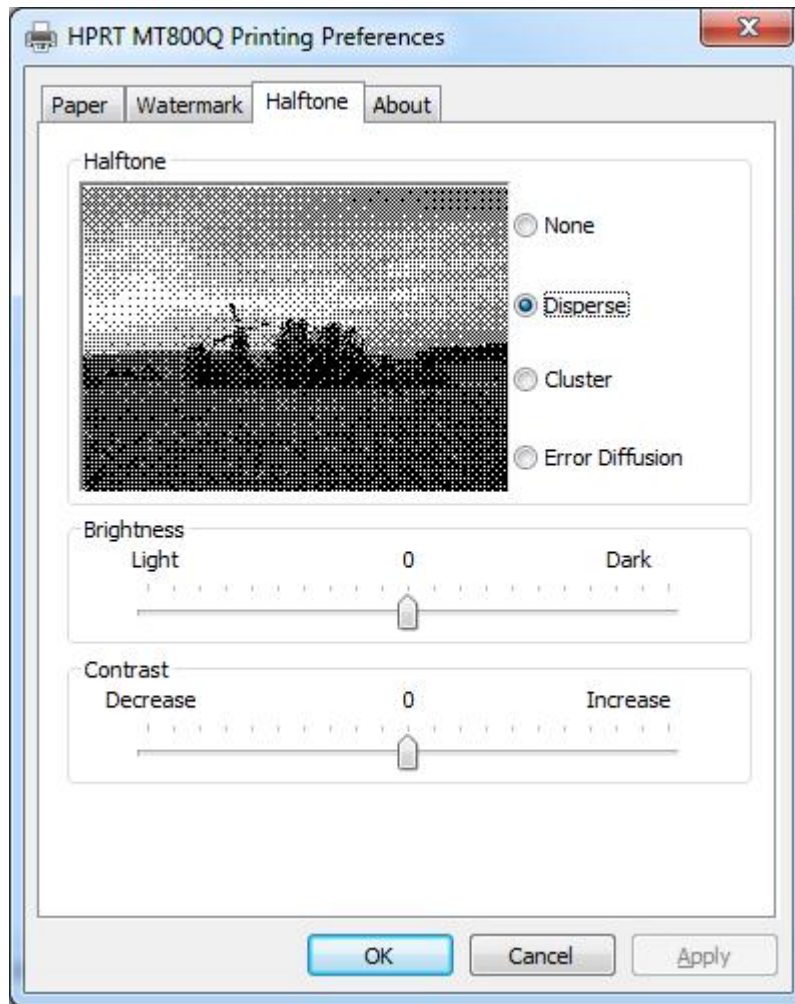 HPRT MT800Q Printing Preferences
Paper Watermark Halftone About
Halftone
None
Disperse
Cluster
Error Diffusion
Brightness
Light 0 Dark
Contrast
Decrease 0 Increase
OK Cancel Apply